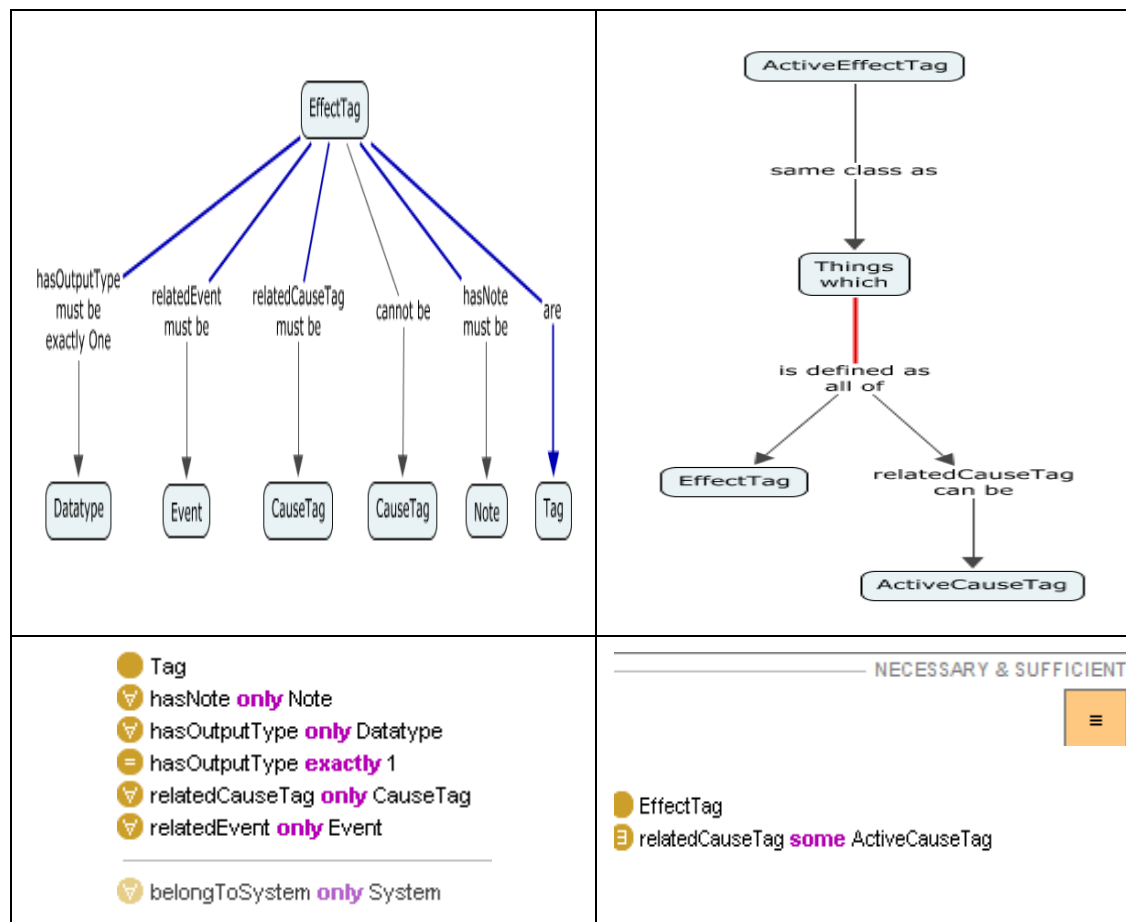 EffectTag
hasOutputType
must be
exactly One
relatedEvent
must be
relatedCauseTag
must be
cannot be
hasNote
must be
are
Datatype
Event
CauseTag
CauseTag
Note
Tag
ActiveEffectTag
same class as
Things
which
is defined as
all of
EffectTag
relatedCauseTag
can be
ActiveCauseTag
Tag
∀ hasNote only Note
∀ hasOutputType only Datatype
= hasOutputType exactly 1
∀ relatedCauseTag only CauseTag
∀ relatedEvent only Event
∀ belongToSystem only System
NECESSARY & SUFFICIENT
≡
EffectTag
∃ relatedCauseTag some ActiveCauseTag